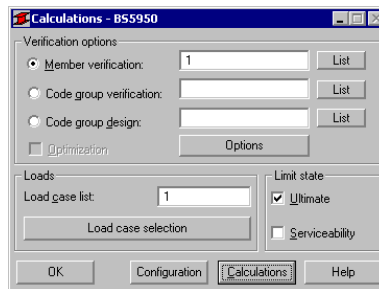 Calculations - BS5950
Verification options
Member verification: 1 List
Code group verification: List
Code group design: List
Optimization Options
Loads
Load case list: 1
Load case selection
Limit state
Ultimate
Serviceability
OK Configuration Calculations Help